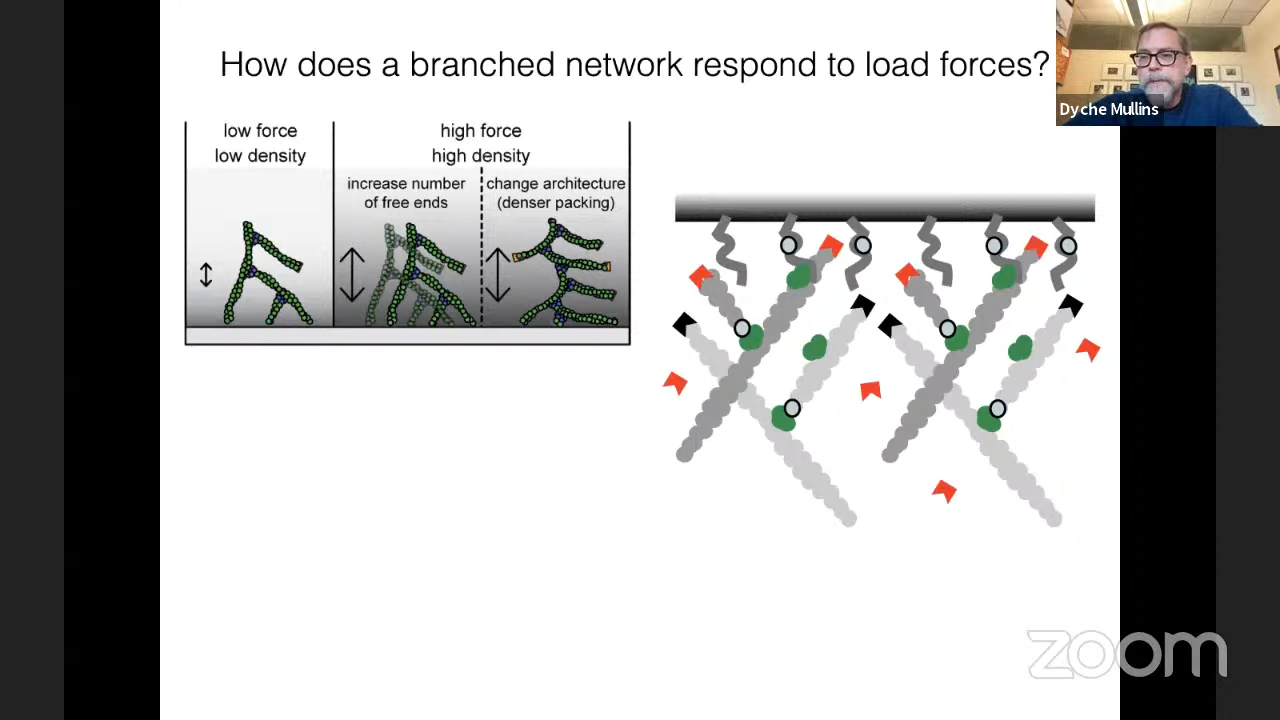 How does a branched network respond to load forces?
Dyche Mullins
low force
low density
high force
high density
increase number
of free ends
change architecture
(denser packing)
zoom